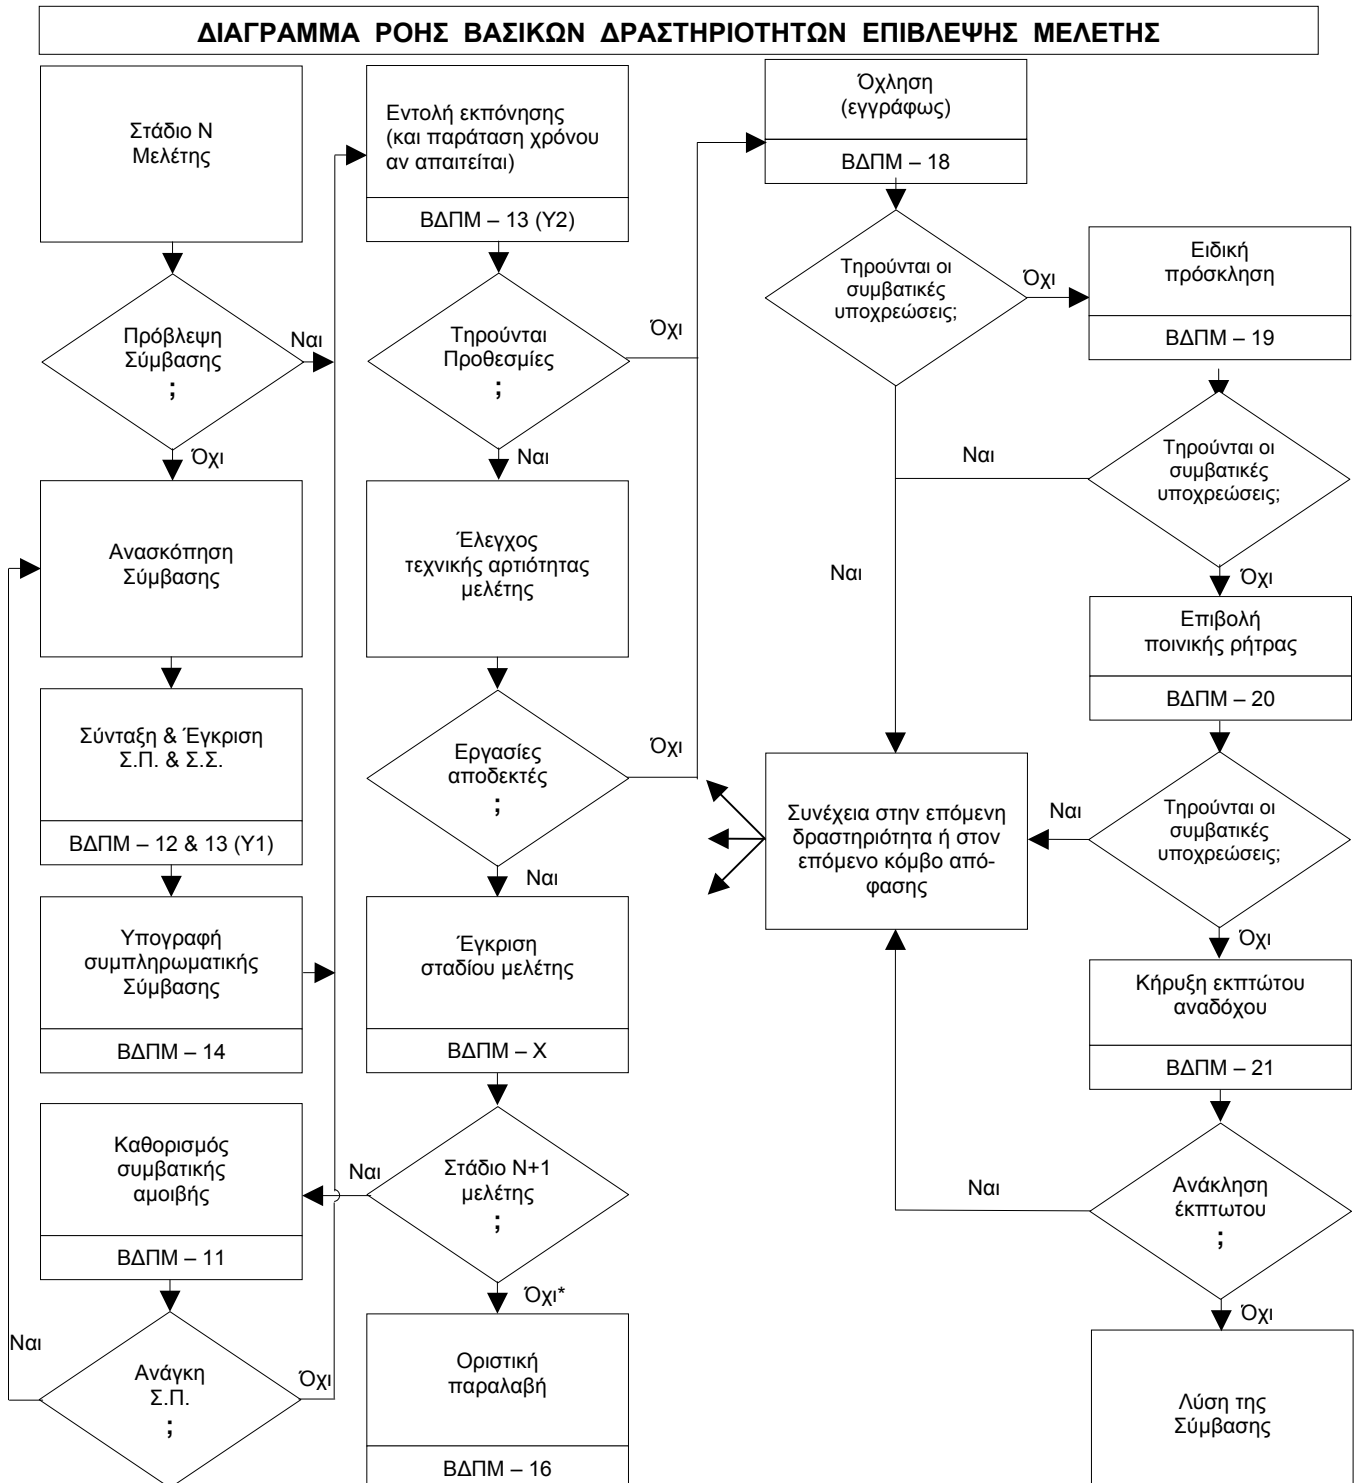 ΔΙΑΓΡΑΜΜΑ ΡΟΗΣ ΒΑΣΙΚΩΝ ΔΡΑΣΤΗΡΙΟΤΗΤΩΝ ΕΠΙΒΛΕΨΗΣ ΜΕΛΕΤΗΣ
Στάδιο Ν
Μελέτης
Πρόβλεψη
Σύμβασης
;
Ναι
Όχι
Ανασκόπηση
Σύμβασης
Σύνταξη & Έγκριση
Σ.Π. & Σ.Σ.
ΒΔΠΜ – 12 & 13 (Υ1)
Υπογραφή
συμπληρωματικής
Σύμβασης
ΒΔΠΜ – 14
Καθορισμός
συμβατικής
αμοιβής
ΒΔΠΜ – 11
Ναι
Ανάγκη
Σ.Π.
;
Όχι
Εντολή εκπόνησης
(και παράταση χρόνου
αν απαιτείται)
ΒΔΠΜ – 13 (Υ2)
Τηρούνται
Προθεσμίες
;
Όχι
Ναι
Έλεγχος
τεχνικής αρτιότητας
μελέτης
Εργασίες
αποδεκτές
;
Όχι
Ναι
Έγκριση
σταδίου μελέτης
ΒΔΠΜ – Χ
Ναι
Στάδιο Ν+1
μελέτης
;
Όχι*
Οριστική
παραλαβή
ΒΔΠΜ – 16
Όχληση
(εγγράφως)
ΒΔΠΜ – 18
Τηρούνται οι
συμβατικές
υποχρεώσεις;
Όχι
Ναι
Συνέχεια στην επόμενη
δραστηριότητα ή στον
επόμενο κόμβο από-
φασης
Ειδική
πρόσκληση
ΒΔΠΜ – 19
Ναι
Τηρούνται οι
συμβατικές
υποχρεώσεις;
Όχι
Επιβολή
ποινικής ρήτρας
ΒΔΠΜ – 20
Ναι
Τηρούνται οι
συμβατικές
υποχρεώσεις;
Όχι
Κήρυξη εκπτώτου
αναδόχου
ΒΔΠΜ – 21
Ναι
Ανάκληση
έκπτωτου
;
Όχι
Λύση της
Σύμβασης